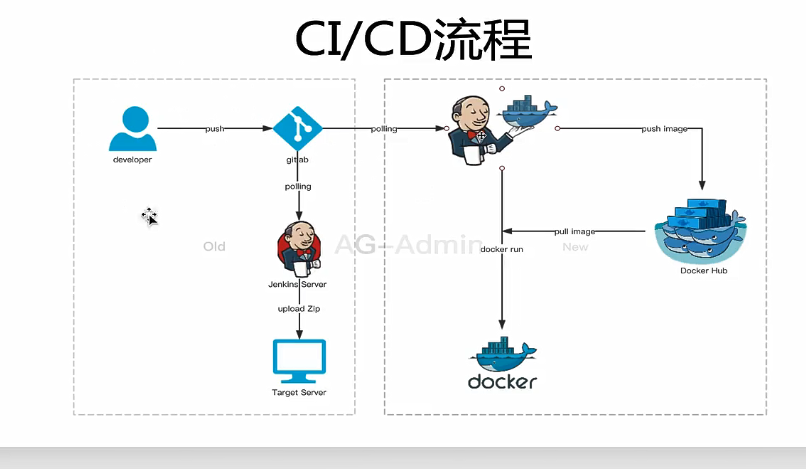 CI/CD流程
push
polling
push image
developer
gitlab
polling
pull image
Old
AG-Admin
New
docker run
Docker Hub
Jenkins Server
upload Zip
docker
Target Server